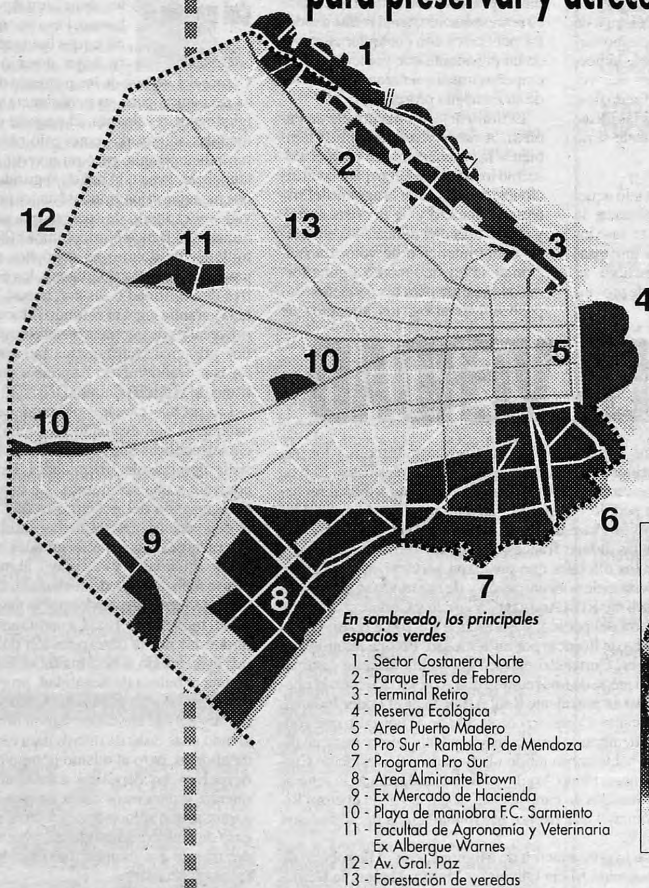 para preservar y
1
2
12
13
11
3
4
10
5
10
9
8
6
7
En sombreado, los principales
espacios verdes
1 - Sector Costanera Norte
2 - Parque Tres de Febrero
3 - Terminal Retiro
4 - Reserva Ecológica
5 - Area Puerto Madero
6 - Pro Sur - Rambla P. de Mendoza
7 - Programa Pro Sur
8 - Area Almirante Brown
9 - Ex Mercado de Hacienda
10 - Playa de maniobra F.C. Sarmiento
11 - Facultad de Agronomía y Veterinaria
Ex Albergue Warnes
12 - Av. Gral. Paz
13 - Forestación de veredas